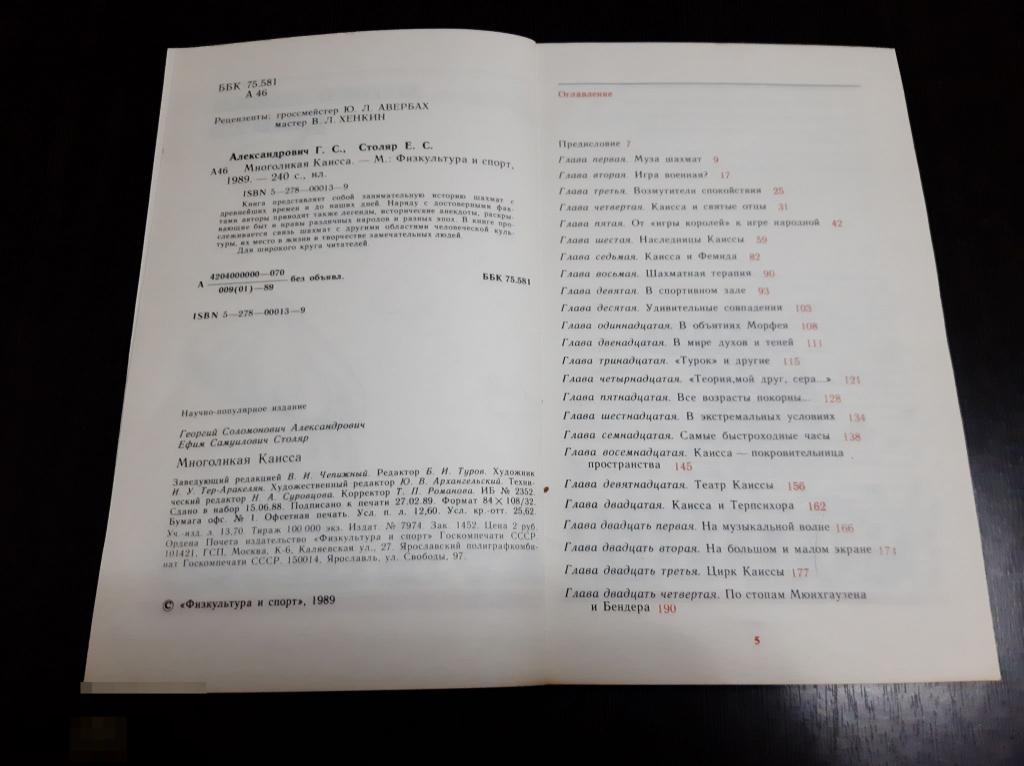 ББК 75.581
А 46
Рецензенты: гроссмейстер Ю. Л. АВЕРБАХ
мастер В. Л. ХЕНКИН
Александрович Г. С., Столяр Е. С.
А46 Многоликая Каисса. — М.: Физкультура и спорт,
1989. — 240 с., ил.
ISBN 5—278—00013—9
Книга представляет собой занимательную историю шахмат с
древнейших времен и до наших дней. Наряду с достоверными фак-
тами авторы приводят также легенды, исторические анекдоты, раскры-
вающие быт и нравы различных народов и разных эпох. В книге про-
слеживается связь шахмат с другими областями человеческой куль-
туры, их место в жизни и творчестве замечательных людей.
Для широкого круга читателей.
А 4204000000—070 без объявл. ББК 75.581
009(01)—89
ISBN 5—278—00013—9
Научно-популярное издание
Георгий Соломонович Александрович
Ефим Самуилович Столяр
Многоликая Каисса
Заведующий редакцией В. И. Чепижный. Редактор Б. И. Туров. Художник
И. У. Тер-Аракелян. Художественный редактор Ю. В. Архангельский. Техни-
ческий редактор Н. А. Суровцова. Корректор Т. П. Романова. ИБ № 2352.
Сдано в набор 15.06.88. Подписано к печати 27.02.89. Формат 84×108/32.
Бумага офс. № 1. Офсетная печать. Усл. п. л. 12,60. Усл. кр.-отт. 25,62.
Уч.-изд. л. 13,70. Тираж 100 000 экз. Издат. № 7974. Зак. 1452. Цена 2 руб.
Ордена Почета издательство «Физкультура и спорт» Госкомпечати СССР.
101421, ГСП, Москва, К-6, Каляевская ул., 27. Ярославский полиграфкомби-
нат Госкомпечати СССР. 150014, Ярославль, ул. Свободы, 97.
© «Физкультура и спорт», 1989
Оглавление
Предисловие 7
Глава первая. Муза шахмат 9
Глава вторая. Игра военная? 17
Глава третья. Возмутители спокойствия 25
Глава четвертая. Каисса и святые отцы 31
Глава пятая. От «игры королей» к игре народной 42
Глава шестая. Наследницы Каиссы 59
Глава седьмая. Каисса и Фемида 82
Глава восьмая. Шахматная терапия 90
Глава девятая. В спортивном зале 93
Глава десятая. Удивительные совпадения 103
Глава одиннадцатая. В объятиях Морфея 108
Глава двенадцатая. В мире духов и теней 111
Глава тринадцатая. «Турок» и другие 115
Глава четырнадцатая. «Теория,мой друг, сера...» 121
Глава пятнадцатая. Все возрасты покорны... 128
Глава шестнадцатая. В экстремальных условиях 134
Глава семнадцатая. Самые быстроходные часы 138
Глава восемнадцатая. Каисса — покровительница
пространства 145
Глава девятнадцатая. Театр Каиссы 156
Глава двадцатая. Каисса и Терпсихора 162
Глава двадцать первая. На музыкальной волне 166
Глава двадцать вторая. На большом и малом экране 171
Глава двадцать третья. Цирк Каиссы 177
Глава двадцать четвертая. По стопам Мюнхгаузена
и Бендера 190
5